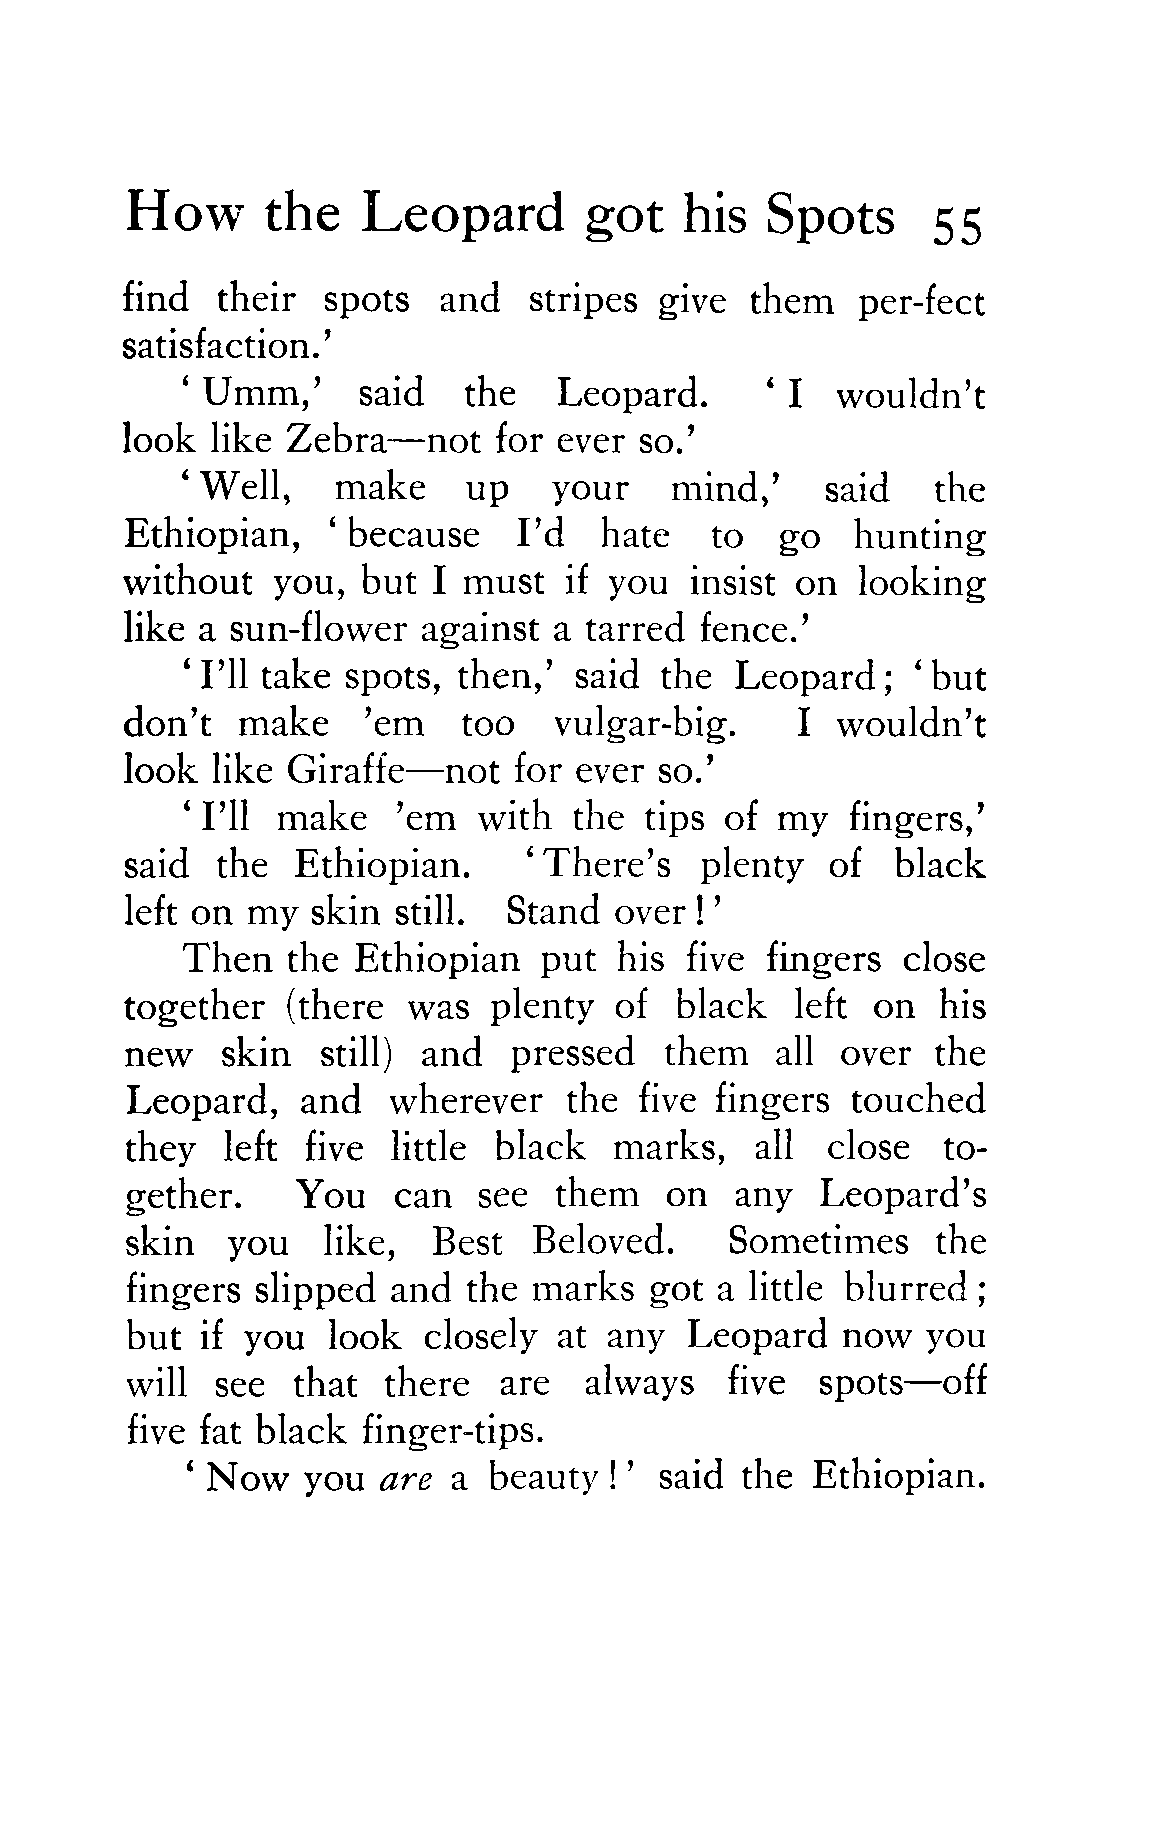 How the Leopard got his Spots 55
find their spots and stripes give them per-fect
satisfaction.’
‘ Umm,’ said the Leopard. ‘ I wouldn’t
look like Zebra—not for ever so.’
‘ Well, make up your mind,’ said the
Ethiopian, ‘ because I’d hate to go hunting
without you, but I must if you insist on looking
like a sun-flower against a tarred fence.’
‘ I’ll take spots, then,’ said the Leopard ; ‘ but
don’t make ’em too vulgar-big. I wouldn’t
look like Giraffe—not for ever so.’
‘ I’ll make ’em with the tips of my fingers,’
said the Ethiopian. ‘ There’s plenty of black
left on my skin still. Stand over ! ’
Then the Ethiopian put his five fingers close
together (there was plenty of black left on his
new skin still) and pressed them all over the
Leopard, and wherever the five fingers touched
they left five little black marks, all close to-
gether. You can see them on any Leopard’s
skin you like, Best Beloved. Sometimes the
fingers slipped and the marks got a little blurred ;
but if you look closely at any Leopard now you
will see that there are always five spots—off
five fat black finger-tips.
‘ Now you are a beauty ! ’ said the Ethiopian.